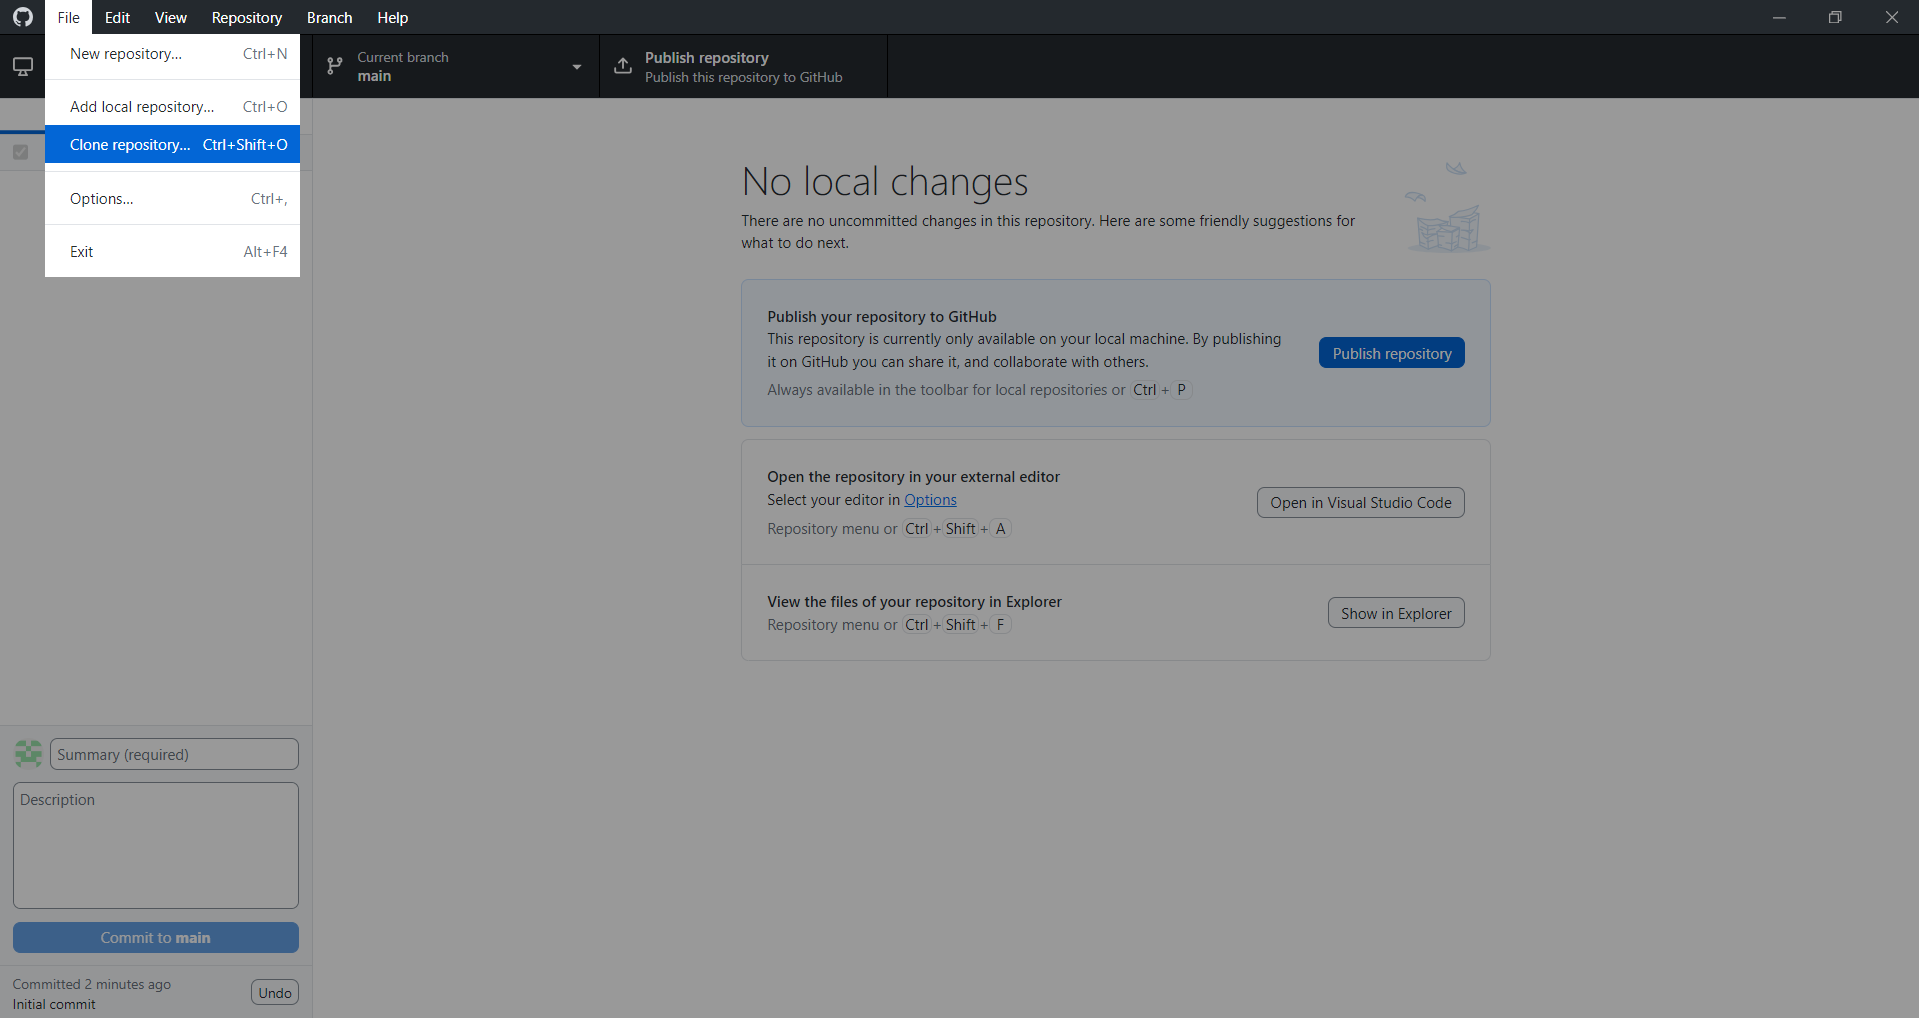 File Edit View Repository Branch Help
New repository... Ctrl+N
Add local repository... Ctrl+O
Clone repository... Ctrl+Shift+O
Options... Ctrl+,
Exit Alt+F4
Current branch
main
Publish repository
Publish this repository to GitHub
No local changes
There are no uncommitted changes in this repository. Here are some friendly suggestions for
what to do next.
Publish your repository to GitHub
This repository is currently only available on your local machine. By publishing
it on GitHub you can share it, and collaborate with others.
Always available in the toolbar for local repositories or Ctrl + P
Publish repository
Open the repository in your external editor
Select your editor in Options
Repository menu or Ctrl + Shift + A
Open in Visual Studio Code
View the files of your repository in Explorer
Repository menu or Ctrl + Shift + F
Show in Explorer
Summary (required)
Description
Commit to main
Committed 2 minutes ago
Initial commit
Undo